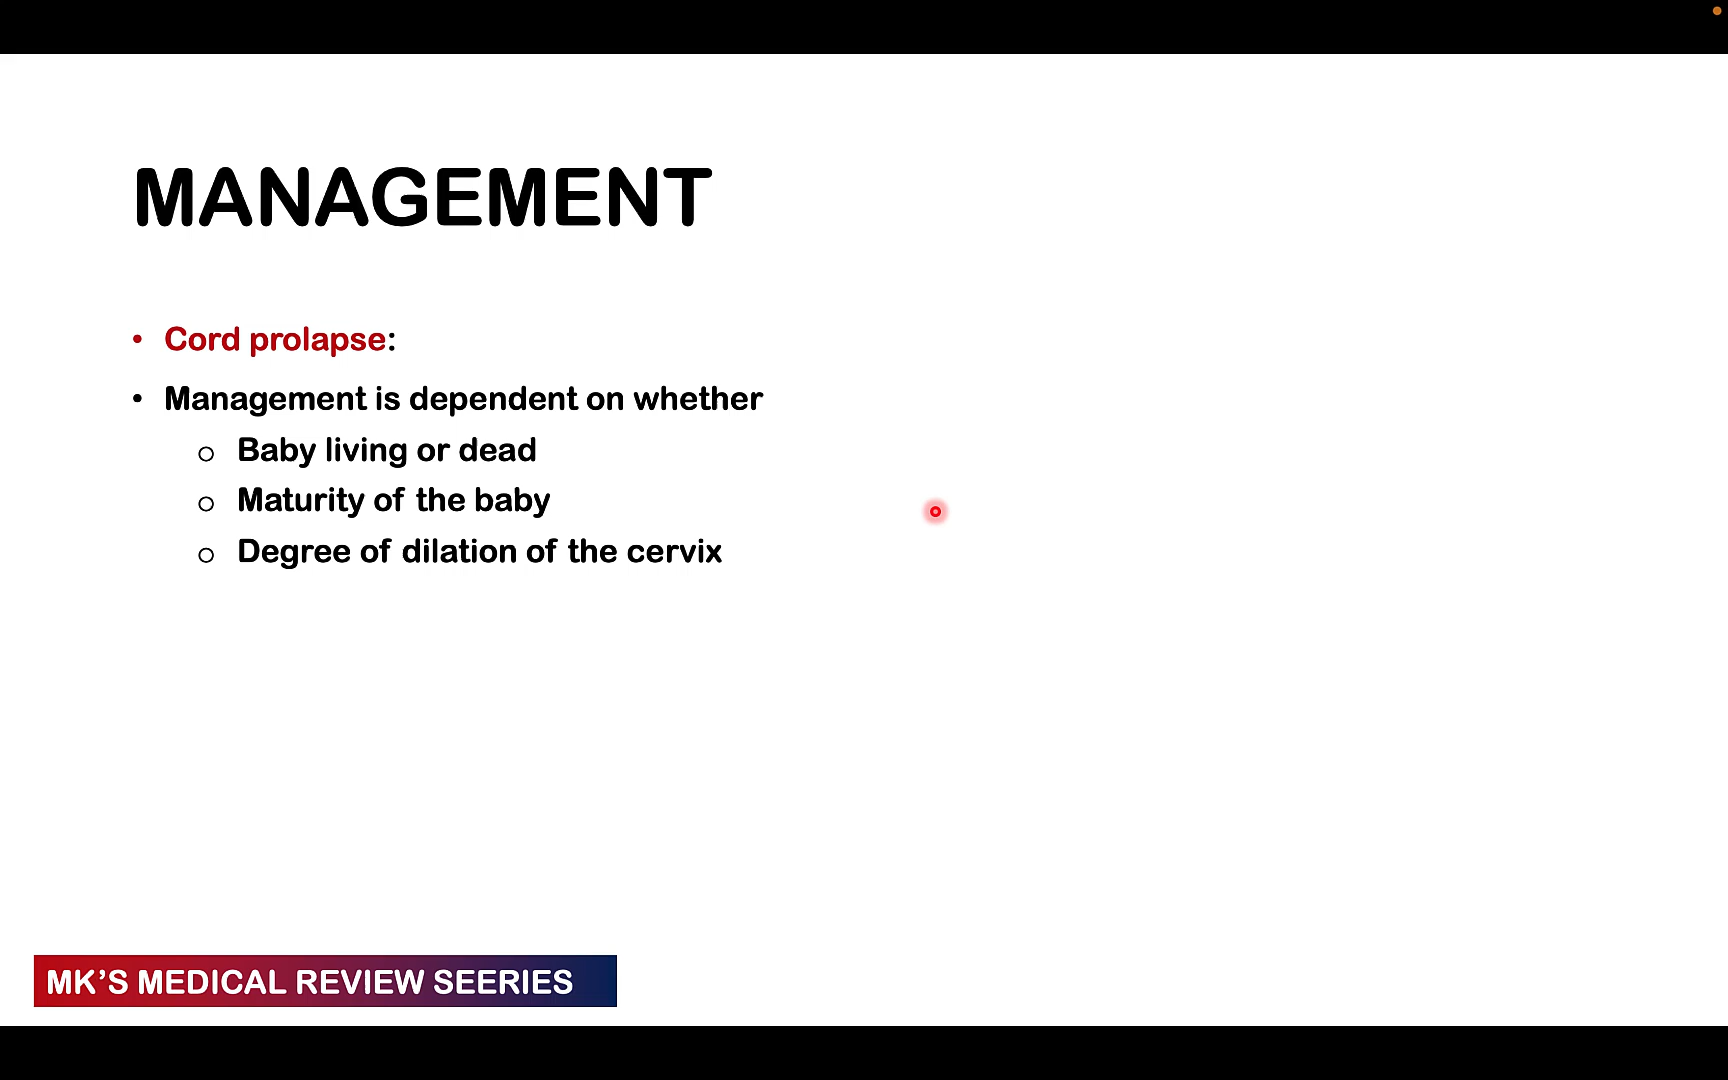 MANAGEMENT
• Cord prolapse:
• Management is dependent on whether
o Baby living or dead
o Maturity of the baby
o Degree of dilation of the cervix
MK’S MEDICAL REVIEW SEERIES